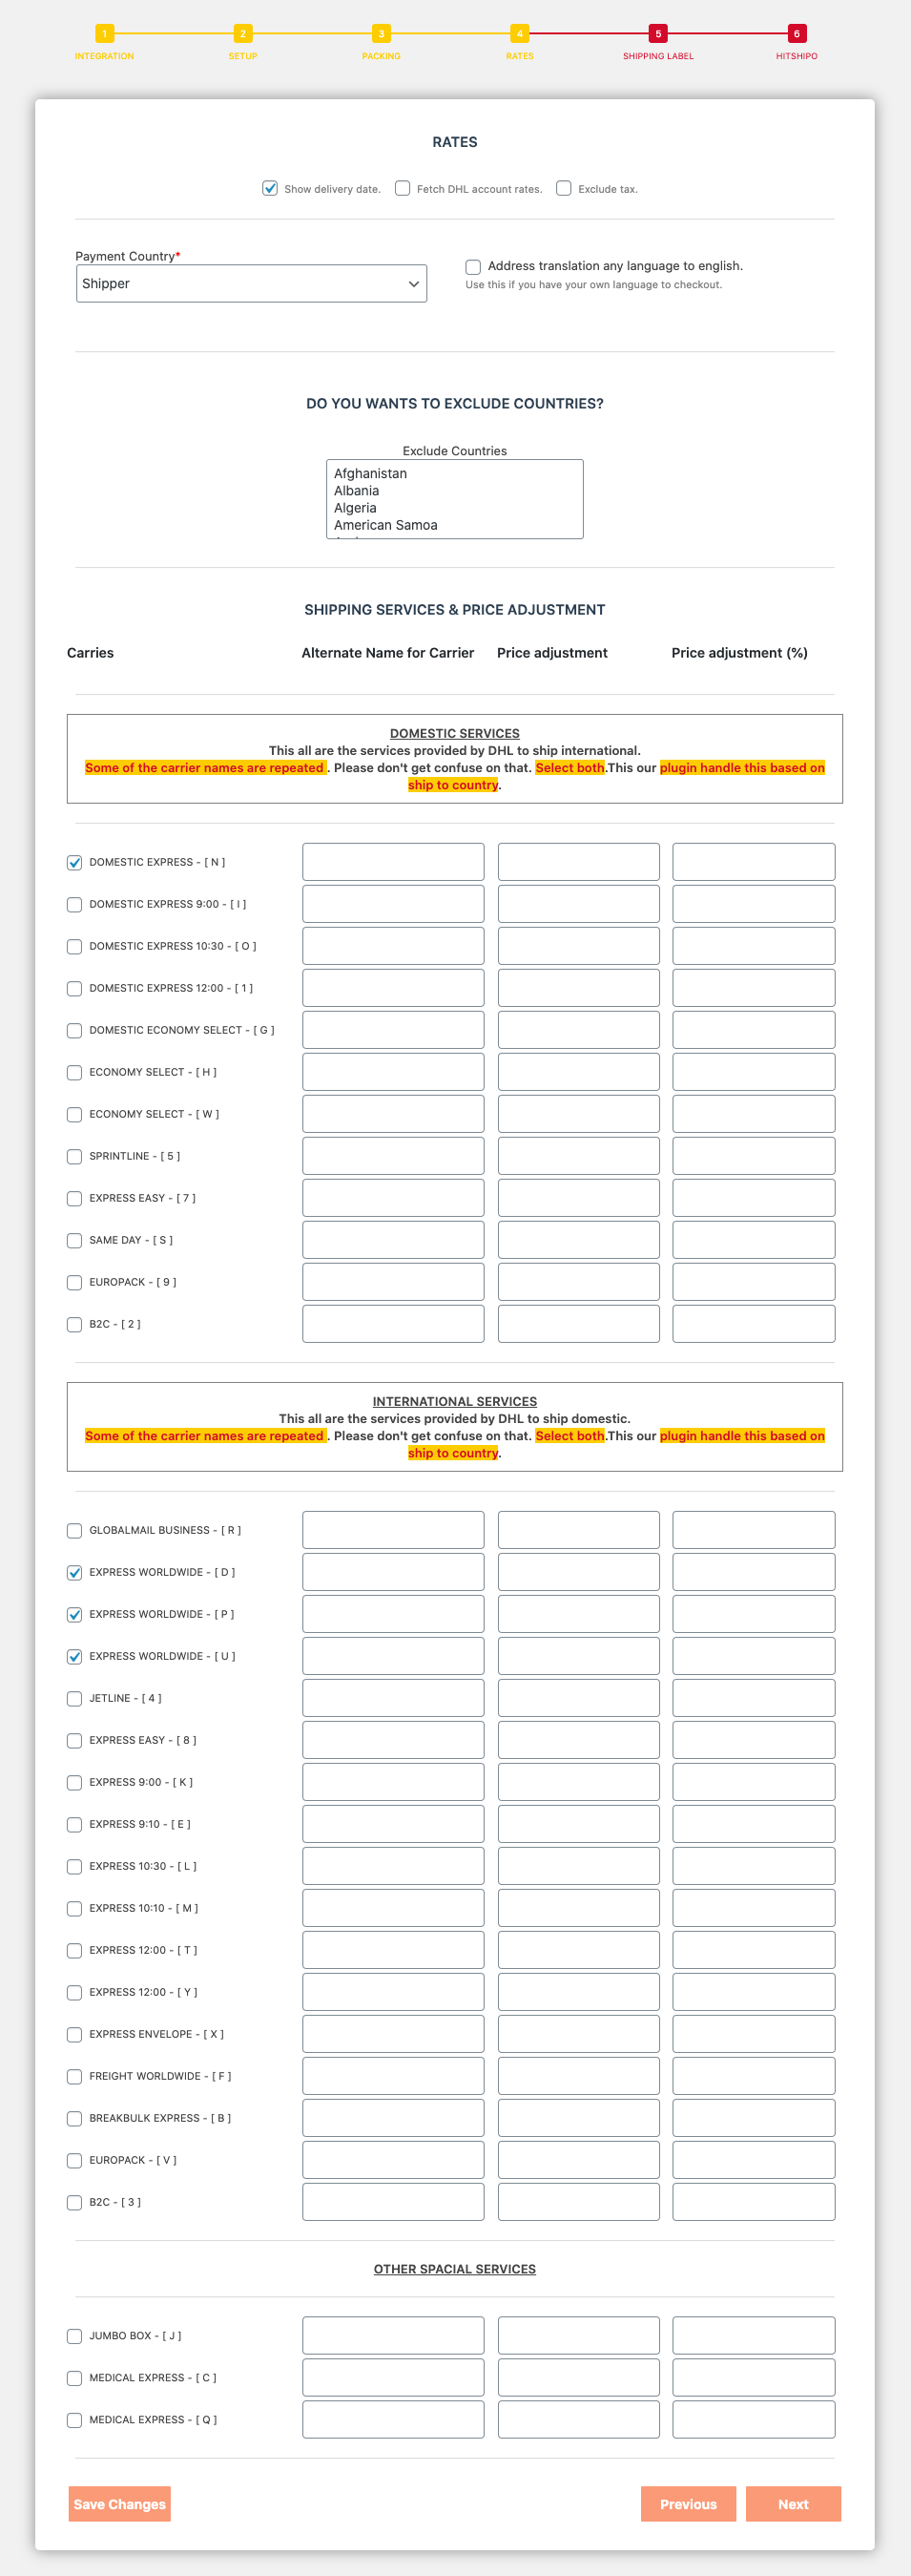 1 2 3 4 5 6
INTEGRATION SETUP PACKING RATES SHIPPING LABEL HITSHIPO
RATES
Show delivery date. Fetch DHL account rates. Exclude tax.
Payment Country*
Shipper
Address translation any language to english.
Use this if you have your own language to checkout.
DO YOU WANTS TO EXCLUDE COUNTRIES?
Exclude Countries
Afghanistan
Albania
Algeria
American Samoa
SHIPPING SERVICES & PRICE ADJUSTMENT
Carries Alternate Name for Carrier Price adjustment Price adjustment (%)
DOMESTIC SERVICES
This all are the services provided by DHL to ship international.
Some of the carrier names are repeated . Please don't get confuse on that. Select both.This our plugin handle this based on
ship to country.
DOMESTIC EXPRESS - [ N ]
DOMESTIC EXPRESS 9:00 - [ I ]
DOMESTIC EXPRESS 10:30 - [ O ]
DOMESTIC EXPRESS 12:00 - [ 1 ]
DOMESTIC ECONOMY SELECT - [ G ]
ECONOMY SELECT - [ H ]
ECONOMY SELECT - [ W ]
SPRINTLINE - [ 5 ]
EXPRESS EASY - [ 7 ]
SAME DAY - [ S ]
EUROPACK - [ 9 ]
B2C - [ 2 ]
INTERNATIONAL SERVICES
This all are the services provided by DHL to ship domestic.
Some of the carrier names are repeated . Please don't get confuse on that. Select both.This our plugin handle this based on
ship to country.
GLOBALMAIL BUSINESS - [ R ]
EXPRESS WORLDWIDE - [ D ]
EXPRESS WORLDWIDE - [ P ]
EXPRESS WORLDWIDE - [ U ]
JETLINE - [ 4 ]
EXPRESS EASY - [ 8 ]
EXPRESS 9:00 - [ K ]
EXPRESS 9:10 - [ E ]
EXPRESS 10:30 - [ L ]
EXPRESS 10:10 - [ M ]
EXPRESS 12:00 - [ T ]
EXPRESS 12:00 - [ Y ]
EXPRESS ENVELOPE - [ X ]
FREIGHT WORLDWIDE - [ F ]
BREAKBULK EXPRESS - [ B ]
EUROPACK - [ V ]
B2C - [ 3 ]
OTHER SPACIAL SERVICES
JUMBO BOX - [ J ]
MEDICAL EXPRESS - [ C ]
MEDICAL EXPRESS - [ Q ]
Save Changes Previous Next